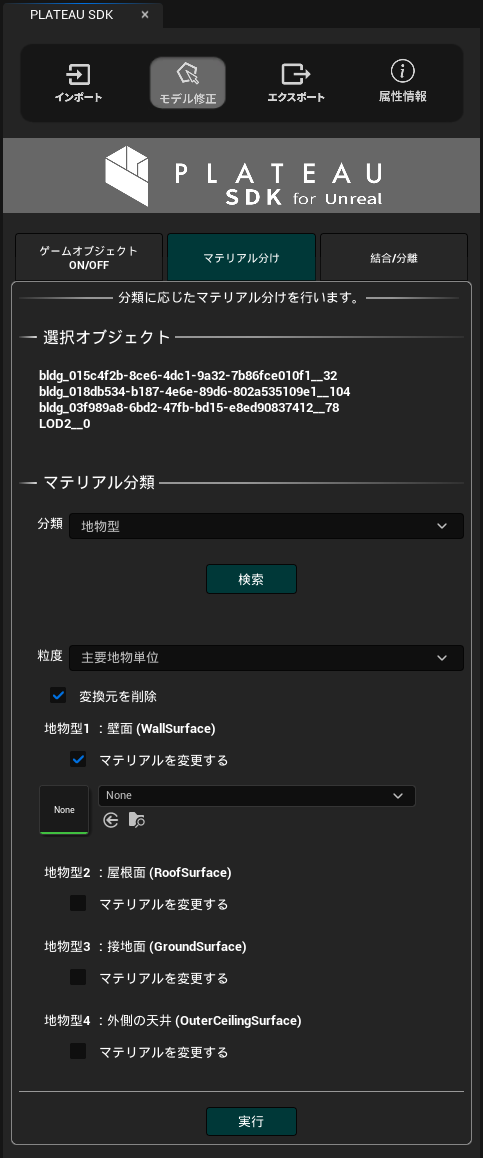 PLATEAU SDK ×
インポート
モデル修正
エクスポート
属性情報
PLATEAU
SDK for Unreal
ゲームオブジェクト
ON/OFF
マテリアル分け
結合/分離
分類に応じたマテリアル分けを行います。
選択オブジェクト
bldg_015c4f2b-8ce6-4dc1-9a32-7b86fce010f1__32
bldg_018db534-b187-4e6e-89d6-802a535109e1__104
bldg_03f989a8-6bd2-47fb-bd15-e8ed90837412__78
LOD2__0
マテリアル分類
分類 地物型
検索
粒度 主要地物単位
変換元を削除
地物型1 ：壁面 (WallSurface)
マテリアルを変更する
None
None
地物型2 ：屋根面 (RoofSurface)
マテリアルを変更する
地物型3 ：接地面 (GroundSurface)
マテリアルを変更する
地物型4 ：外側の天井 (OuterCeilingSurface)
マテリアルを変更する
実行